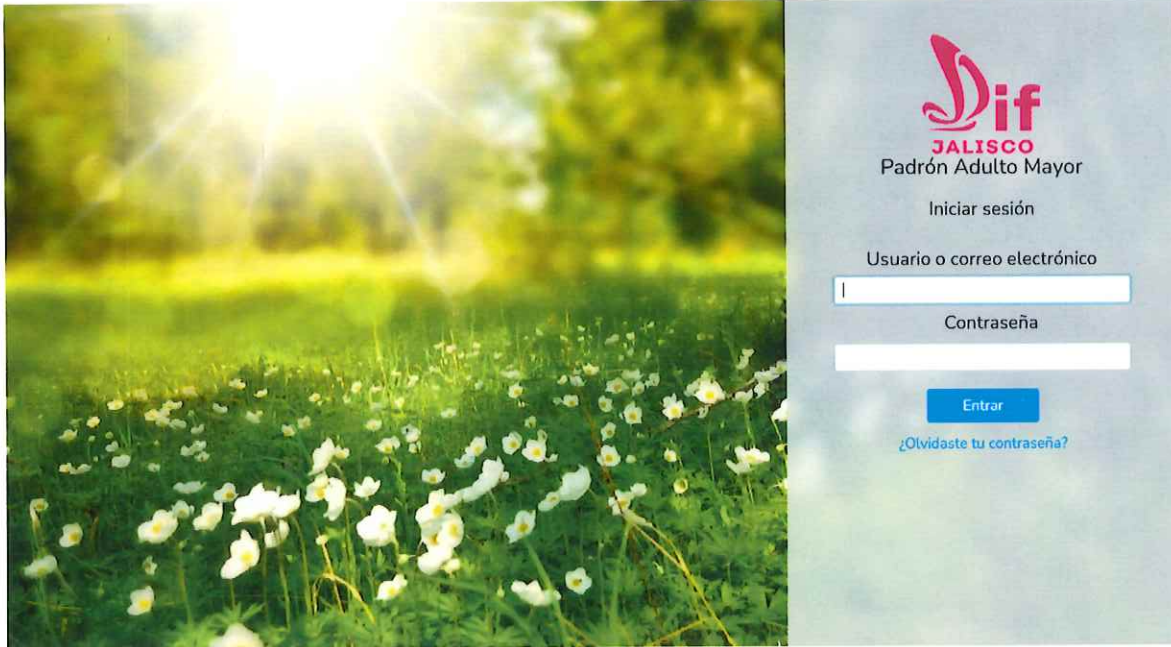 Dif
JALISCO
Padrón Adulto Mayor
Iniciar sesión
Usuario o correo electrónico
Contraseña
Entrar
¿Olvidaste tu contraseña?